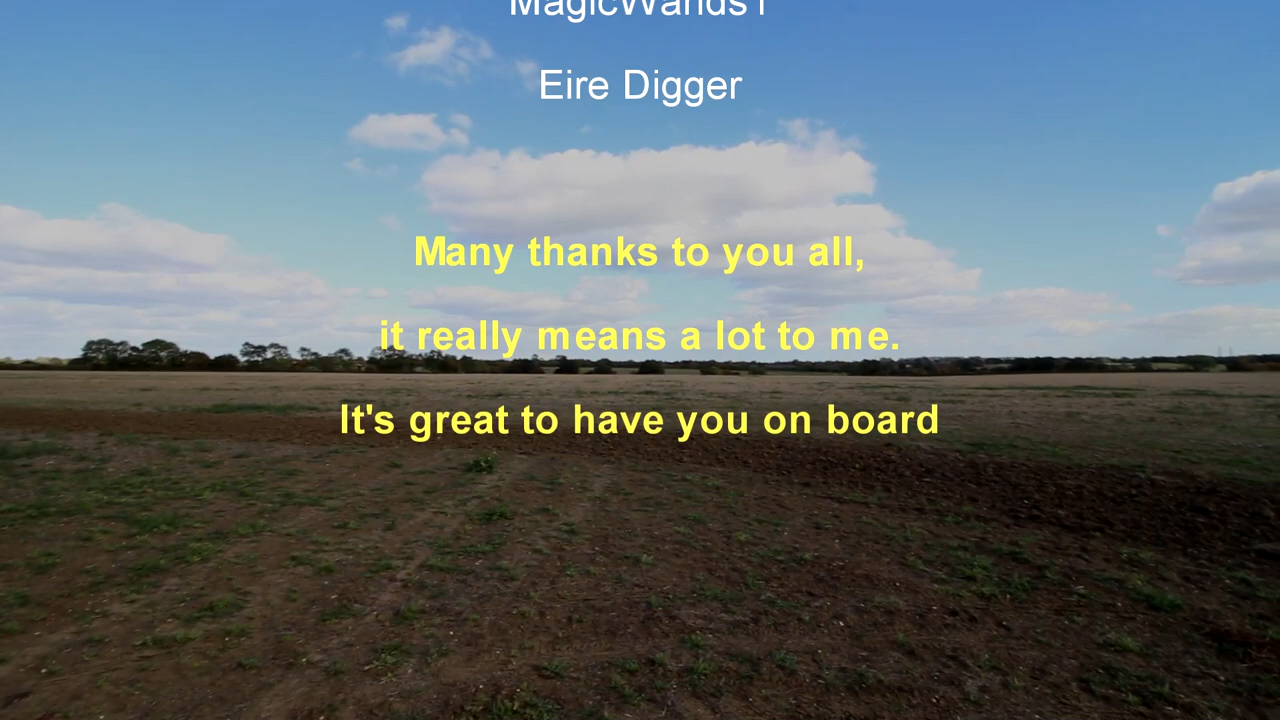 MagicWands1
Eire Digger
Many thanks to you all,
it really means a lot to me.
It's great to have you on board